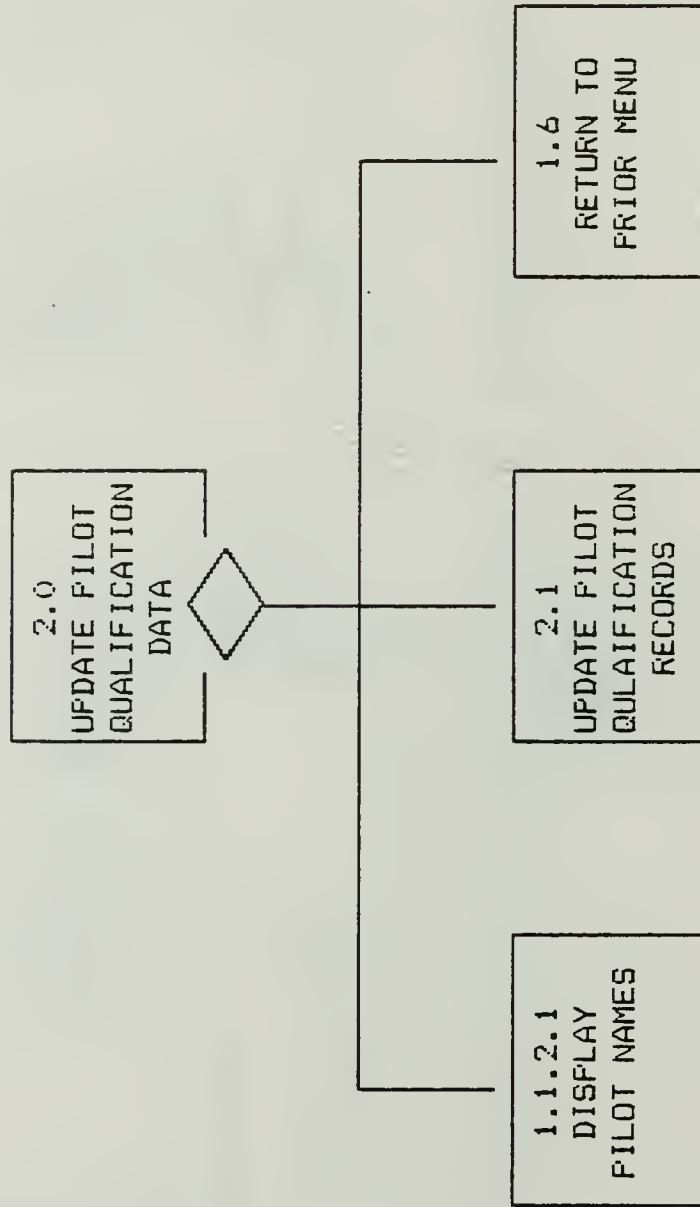 2.0
UPDATE PILOT
QUALIFICATION
DATA
1.1.2.1
DISPLAY
PILOT NAMES
2.1
UPDATE PILOT
QULAIFICATION
RECORDS
1.6
RETURN TO
PRIOR MENU